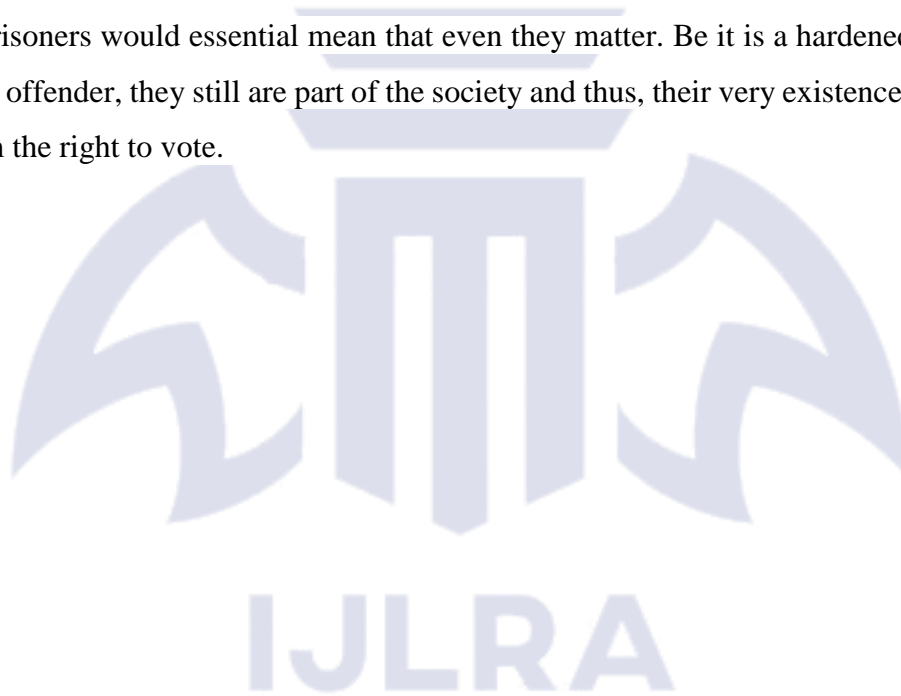 risoners would essential mean that even they matter. Be it is a hardened
offender, they still are part of the society and thus, their very existence
the right to vote.
IJLRA